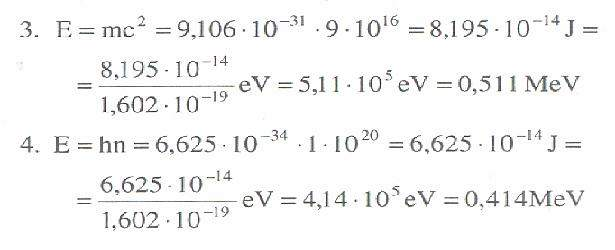 3. E = mc² = 9,106 · 10⁻³¹ · 9 · 10¹⁶ = 8,195 · 10⁻¹⁴ J =
= 8,195 · 10⁻¹⁴ / 1,602 · 10⁻¹⁹ eV = 5,11 · 10⁵ eV = 0,511 MeV
4. E = hn = 6,625 · 10⁻³⁴ · 1 · 10²⁰ = 6,625 · 10⁻¹⁴ J =
= 6,625 · 10⁻¹⁴ / 1,602 · 10⁻¹⁹ eV = 4,14 · 10⁵ eV = 0,414MeV